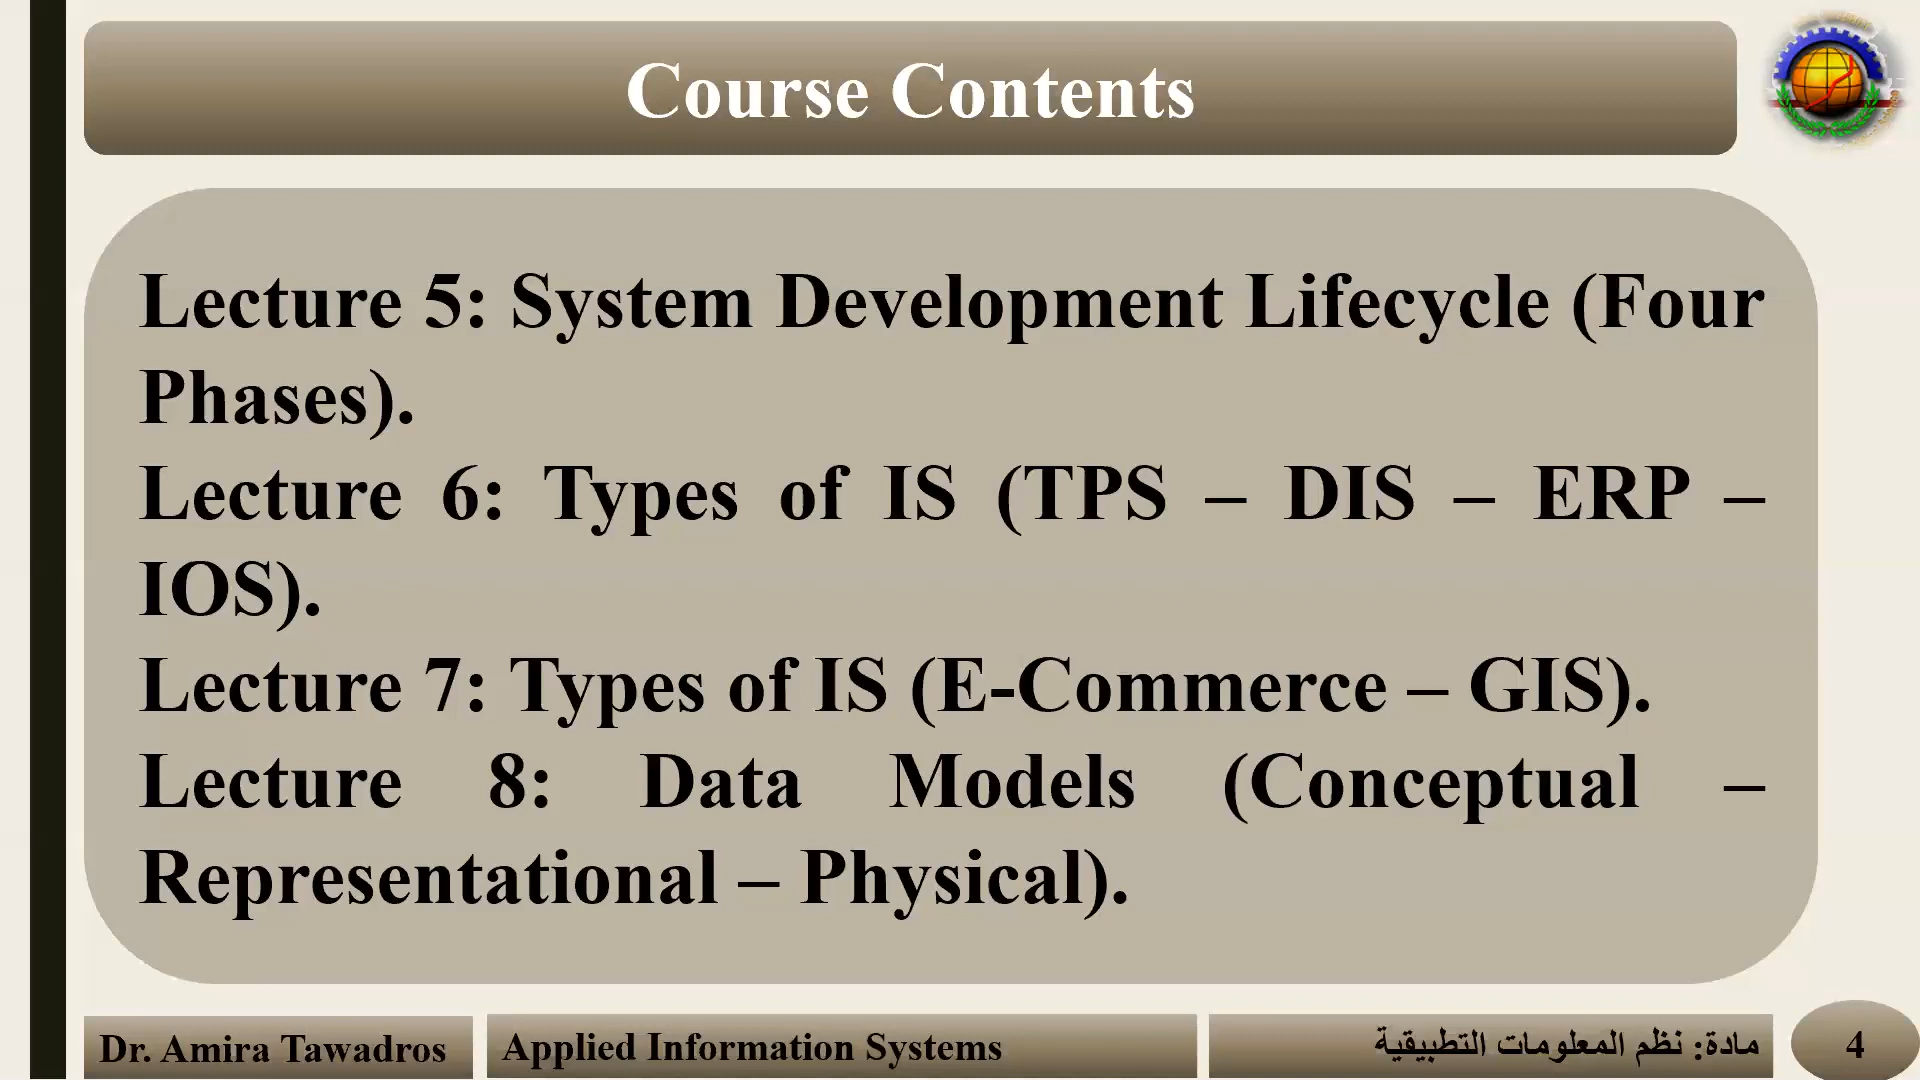 Course Contents
Lecture 5: System Development Lifecycle (Four
Phases).
Lecture 6: Types of IS (TPS – DIS – ERP –
IOS).
Lecture 7: Types of IS (E-Commerce – GIS).
Lecture 8: Data Models (Conceptual –
Representational – Physical).
Dr. Amira Tawadros
Applied Information Systems
مادة: نظم المعلومات التطبيقية
4